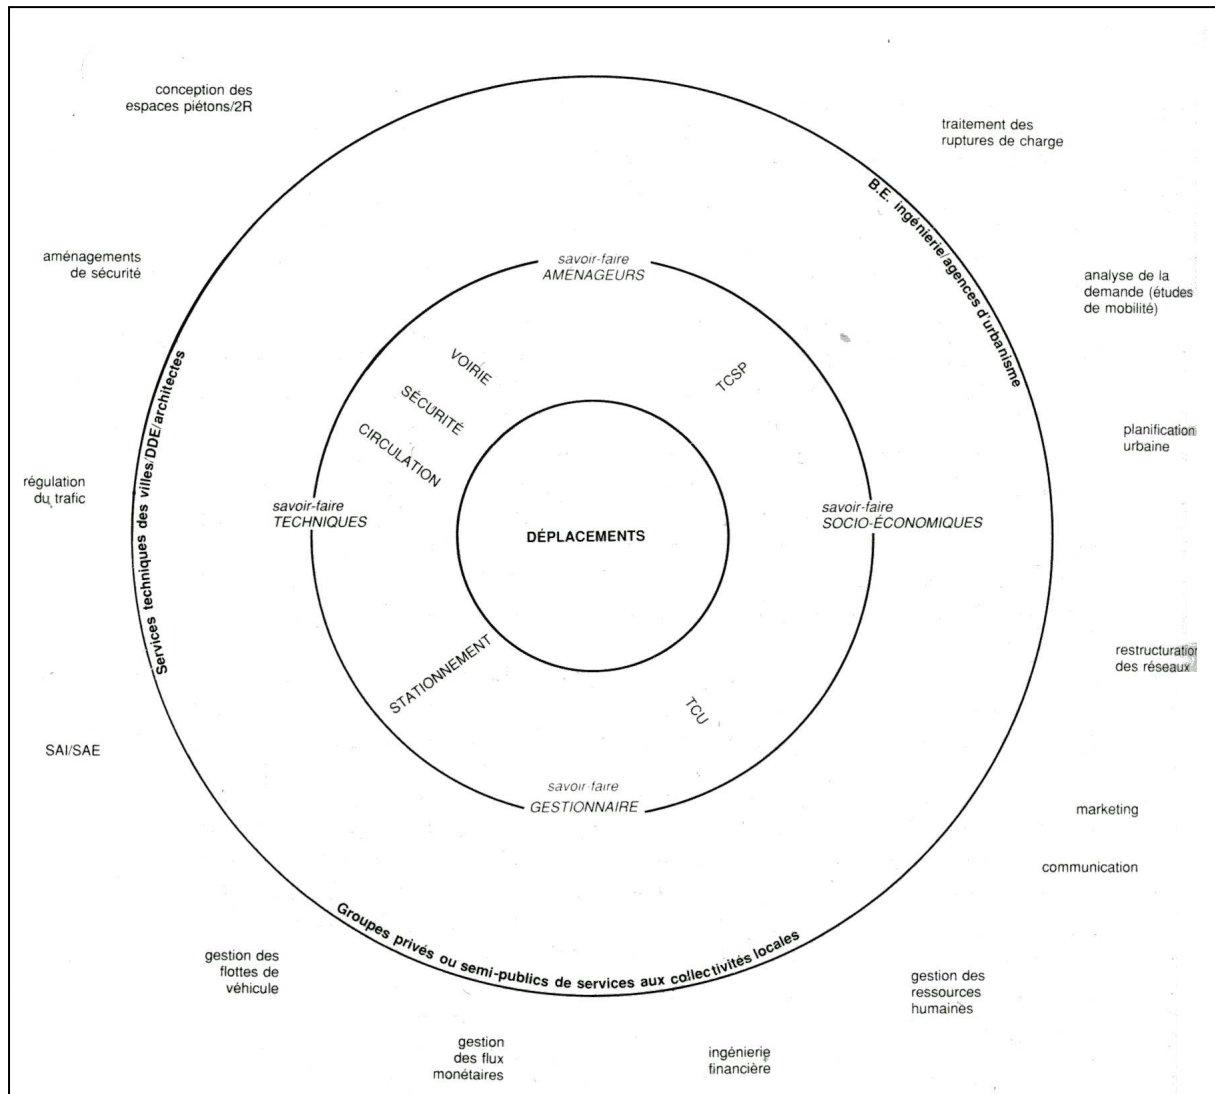 conception des
espaces piétons/2R
traitement des
ruptures de charge
B.E. ingénierie/agences d'urbanisme
aménagements
de sécurité
savoir-faire
AMÉNAGEURS
analyse de la
demande (études
de mobilité)
VOIRIE
TCSP
SÉCURITÉ
CIRCULATION
Services techniques des villes/DDE/architectes
planification
urbaine
régulation
du trafic
savoir-faire
TECHNIQUES
DÉPLACEMENTS
savoir-faire
SOCIO-ÉCONOMIQUES
STATIONNEMENT
TCU
restructuration
des réseaux
SAI/SAE
savoir-faire
GESTIONNAIRE
marketing
communication
Groupes privés ou semi-publics de services aux collectivités locales
gestion des
flottes de
véhicule
gestion des
ressources
humaines
gestion
des flux
monétaires
ingénierie
financière